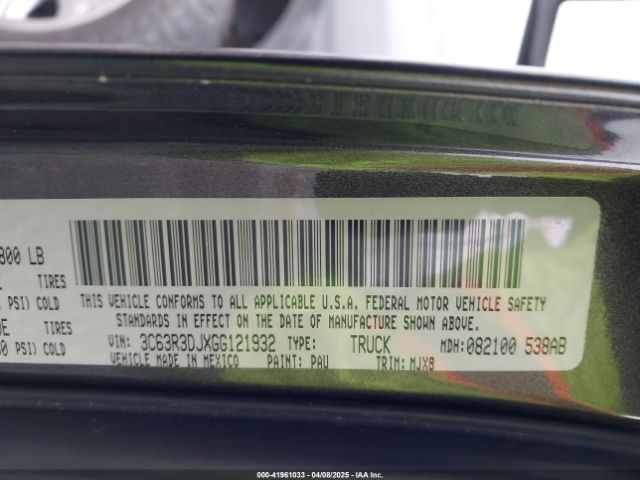 800 LB
TIRES
PSI) COLD
TIRES
PSI) COLD
THIS VEHICLE CONFORMS TO ALL APPLICABLE U.S.A. FEDERAL MOTOR VEHICLE SAFETY
STANDARDS IN EFFECT ON THE DATE OF MANUFACTURE SHOWN ABOVE.
VIN: 3C63R3DJXGG121932 TYPE: TRUCK MDH:082100 538AB
VEHICLE MADE IN MEXICO PAINT: PAU TRIM: MJX8
000-41961033 - 04/08/2025 - IAA